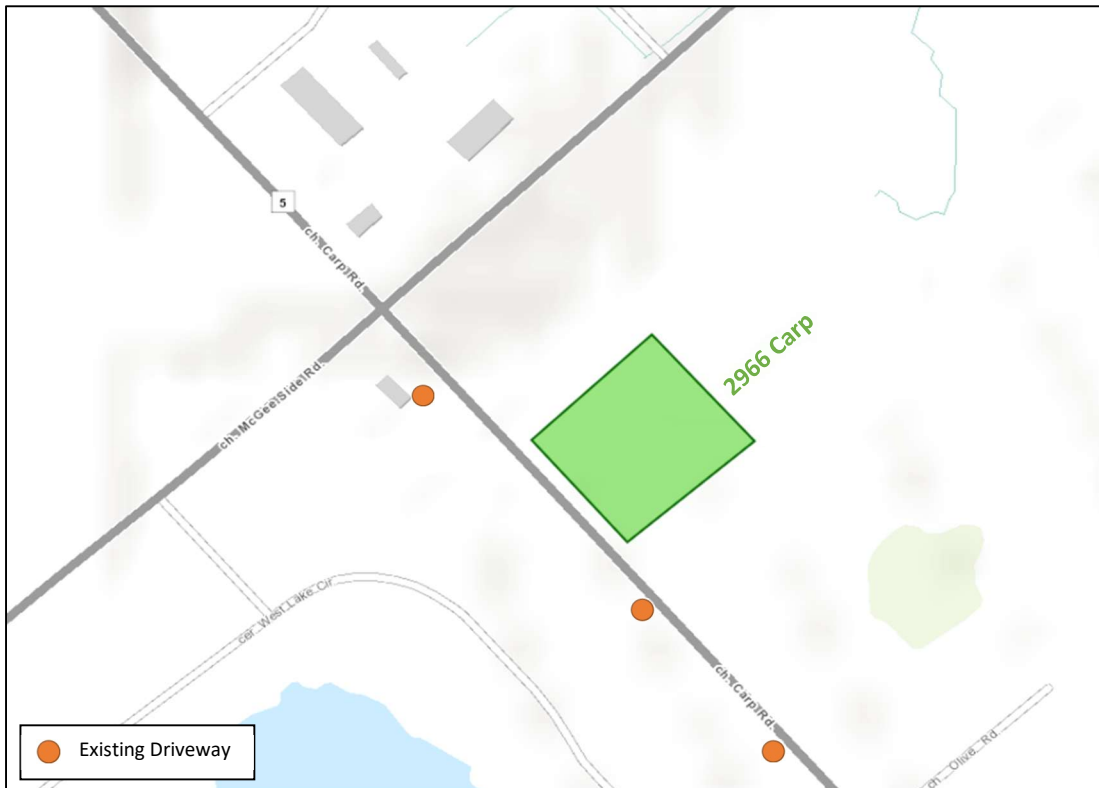 5
ch. Carp Rd.
2966 Carp
ch. McGee Side Rd.
cer West Lake Cir
ch. Carp Rd.
ch Olive Rd
Existing Driveway